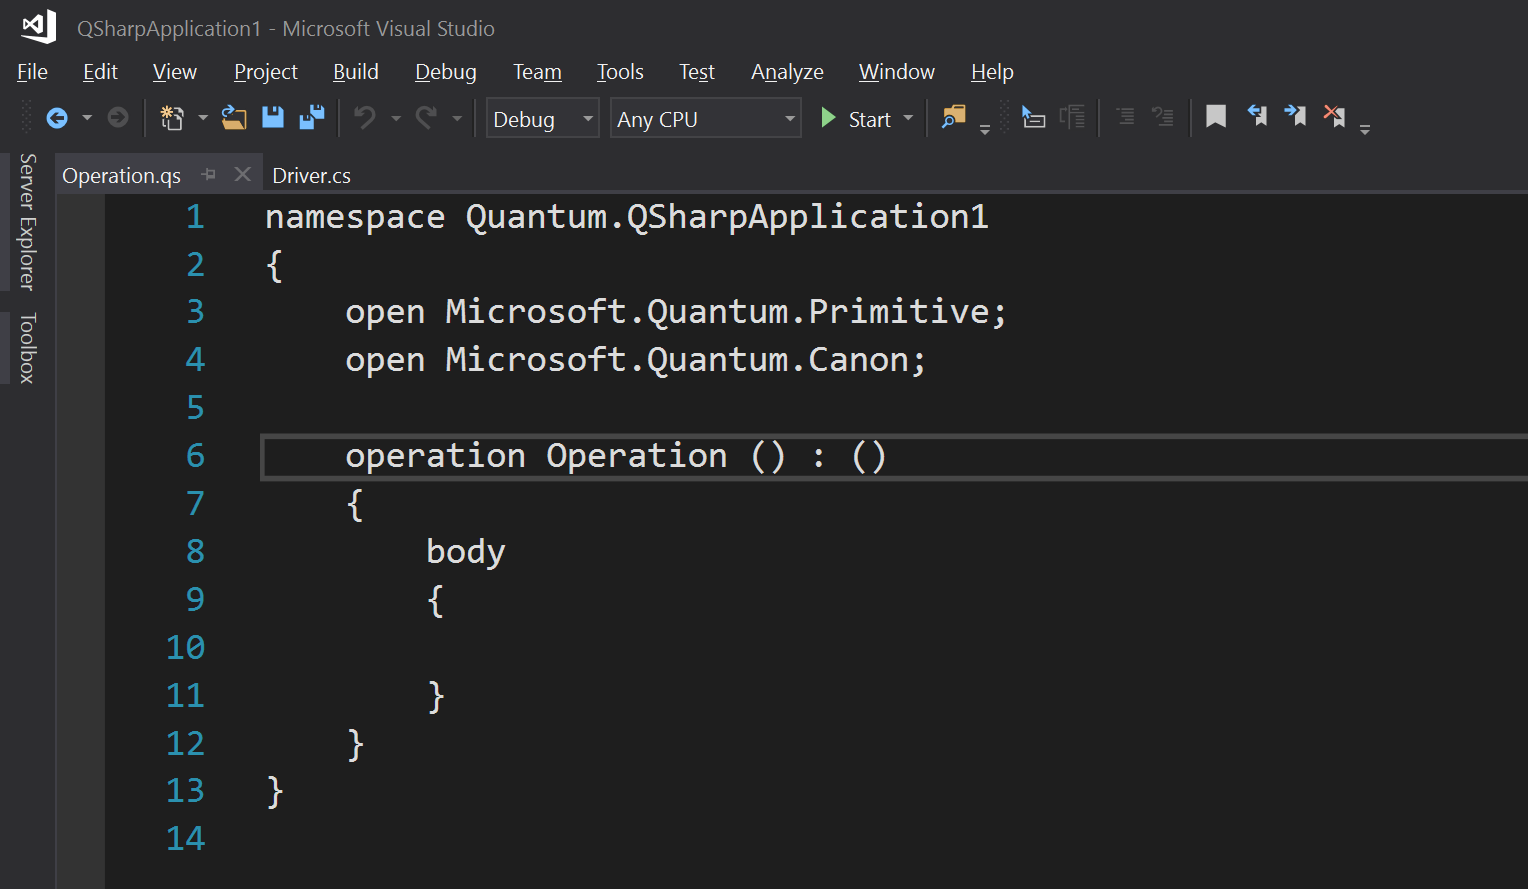 QSharpApplication1 - Microsoft Visual Studio
File Edit View Project Build Debug Team Tools Test Analyze Window Help
Debug Any CPU Start
Server Explorer
Toolbox
Operation.qs Driver.cs
1 namespace Quantum.QSharpApplication1
2 {
3     open Microsoft.Quantum.Primitive;
4     open Microsoft.Quantum.Canon;
5
6     operation Operation () : ()
7     {
8         body
9         {
10
11         }
12     }
13 }
14